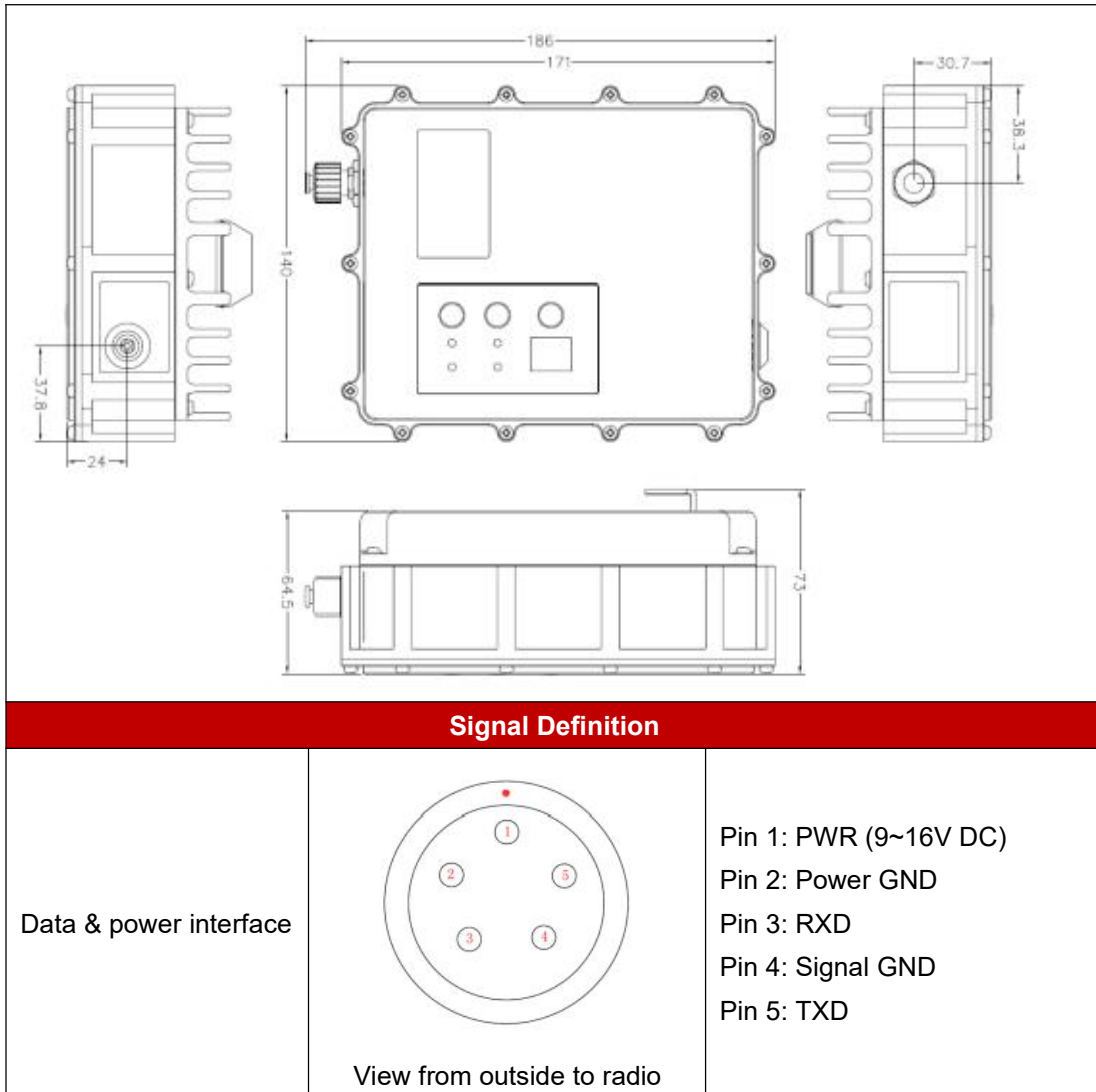 186
171
30.7
38.3
140
37.8
24
64.5
73
Signal Definition
Data & power interface
1
2
5
3
4
View from outside to radio
Pin 1: PWR (9~16V DC)
Pin 2: Power GND
Pin 3: RXD
Pin 4: Signal GND
Pin 5: TXD